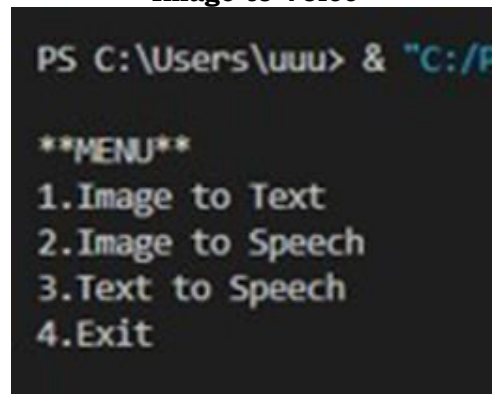 PS C:\Users\uuu> & "C:/
**MENU**
1.Image to Text
2.Image to Speech
3.Text to Speech
4.Exit